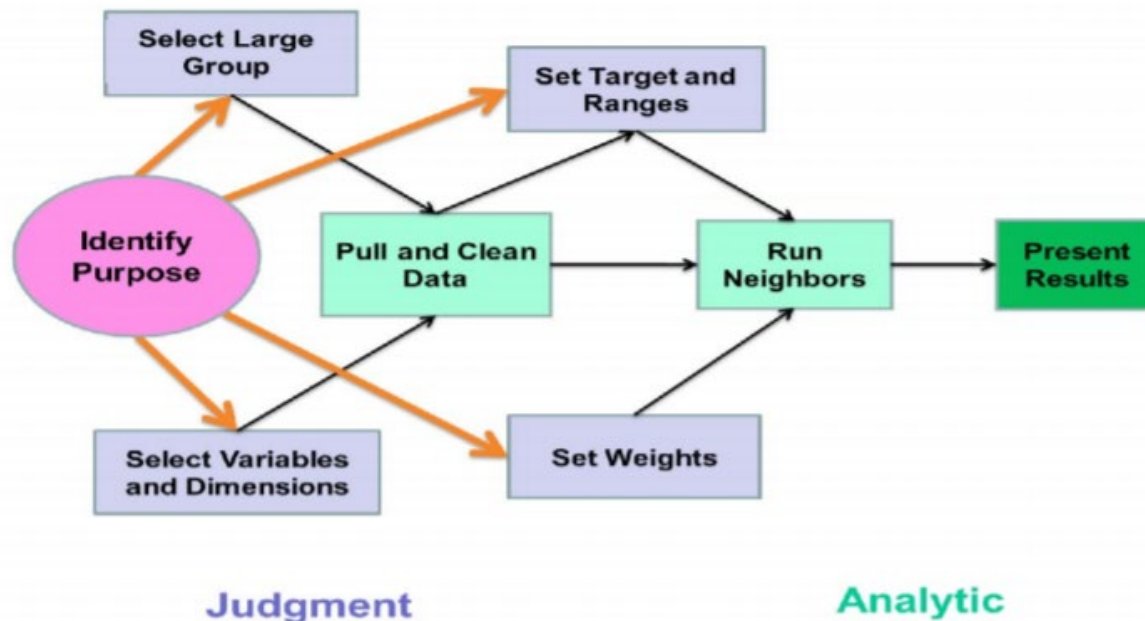 Select Large
Group
Set Target and
Ranges
Identify
Purpose
Pull and Clean
Data
Run
Neighbors
Present
Results
Select Variables
and Dimensions
Set Weights
Judgment
Analytic